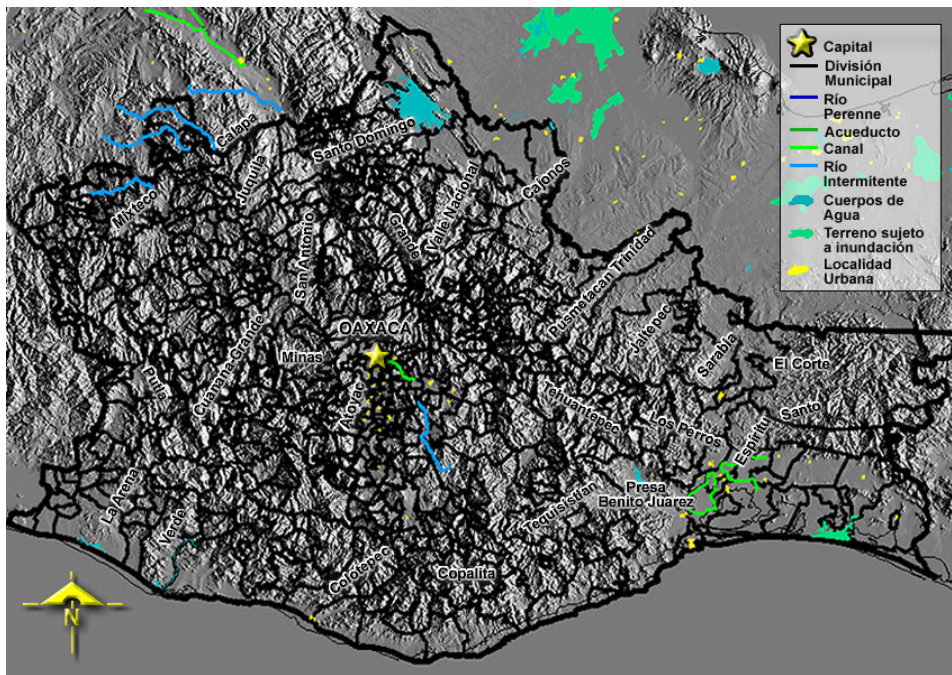 Capital
División
Municipal
Río
Perenne
Acueducto
Canal
Río
Intermitente
Cuerpos de
Agua
Terreno sujeto
a inundación
Localidad
Urbana
Calapa
Santo Domingo
Juquila
Mixteco
San Antonio
Grande
Valle Nacional
Cajonos
Puxmetacan Trinidad
Jaltepec
Sarabia
El Corte
OAXACA
Minas
Atoyac
Cuanana Grande
Putla
Tehuantepec
Los Perros
Espíritu
Santo
Presa
Benito Juárez
Tequistlan
La Arena
Verde
Colotepec
Copalita
N